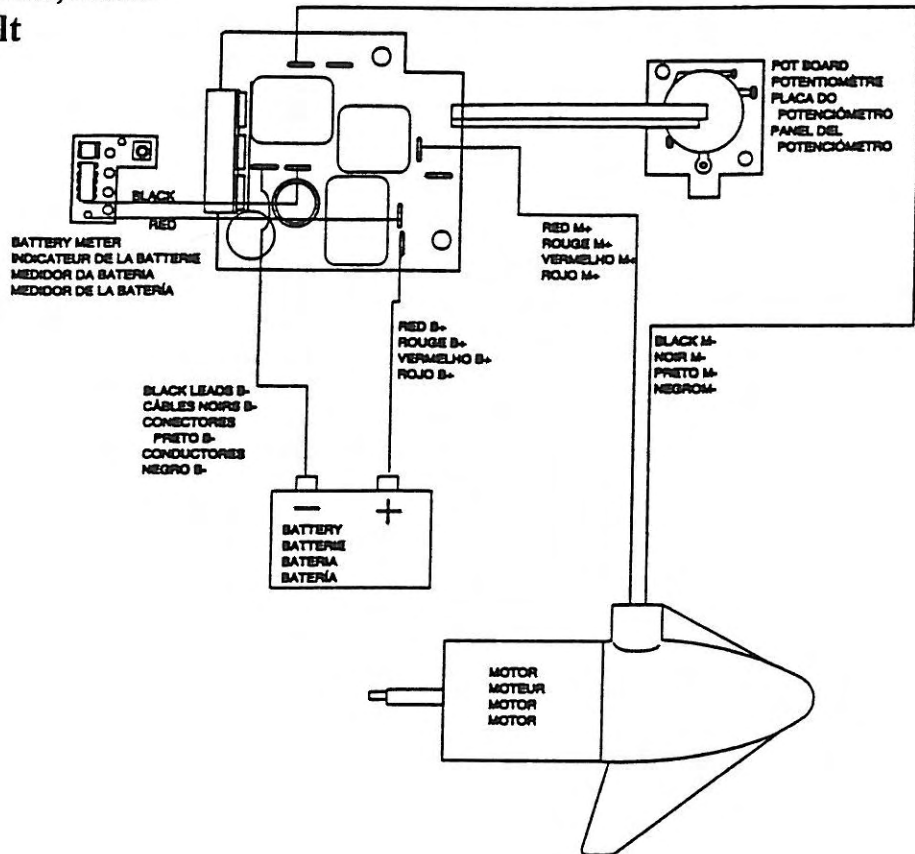 lt
POT BOARD
POTENTIOMÈTRE
PLACA DO
POTENCIÓMETRO
PANEL DEL
POTENCIÓMETRO
BLACK
RED
BATTERY METER
INDICATEUR DE LA BATTERIE
MEDIDOR DA BATERIA
MEDIDOR DE LA BATERÍA
RED M+
ROUGE M+
VERMELHO M+
ROJO M+
RED B+
ROUGE B+
VERMELHO B+
ROJO B+
BLACK M-
NOIR M-
PRETO M-
NEGROM-
BLACK LEADS B-
CÂBLES NOIRS B-
CONECTORES
PRETO B-
CONDUCTORES
NEGRO B-
— +
BATTERY
BATTERIE
BATERIA
BATERÍA
MOTOR
MOTEUR
MOTOR
MOTOR